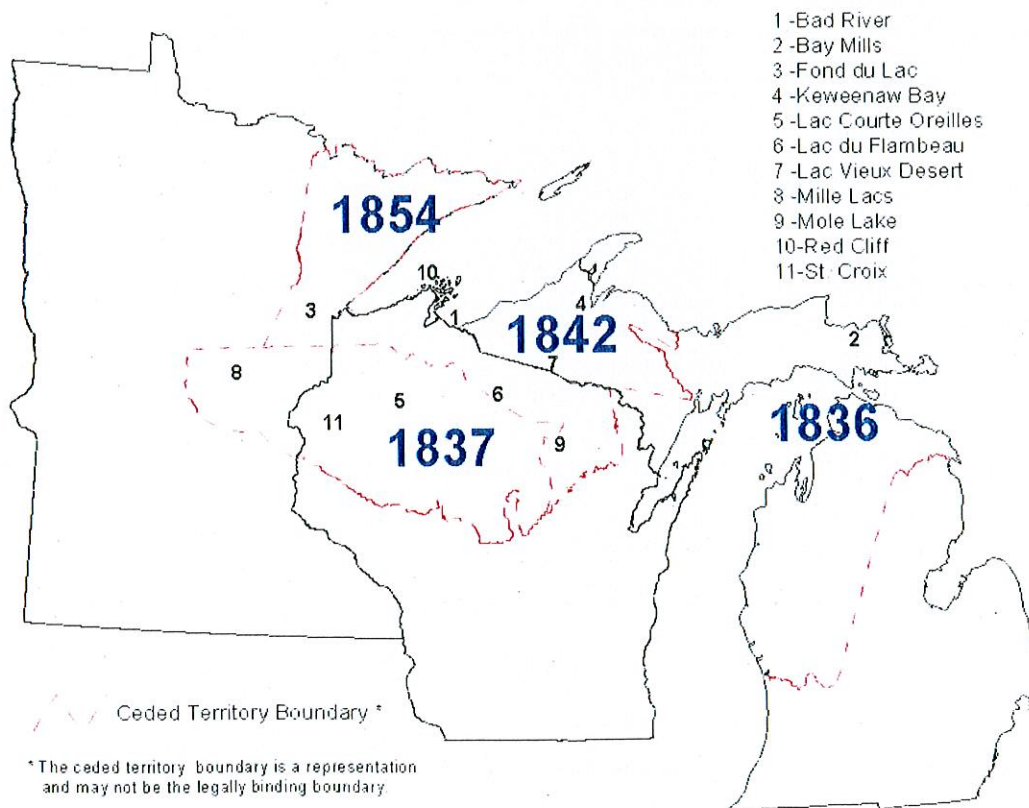 1 -Bad River
2 -Bay Mills
3 -Fond du Lac
4 -Keweenaw Bay
5 -Lac Courte Oreilles
6 -Lac du Flambeau
7 -Lac Vieux Desert
8 -Mille Lacs
9 -Mole Lake
10-Red Cliff
11-St. Croix
1854
10
3
1
4
1842
2
7
8
5
6
1836
11
1837
9
Ceded Territory Boundary *
* The ceded territory boundary is a representation
and may not be the legally binding boundary.